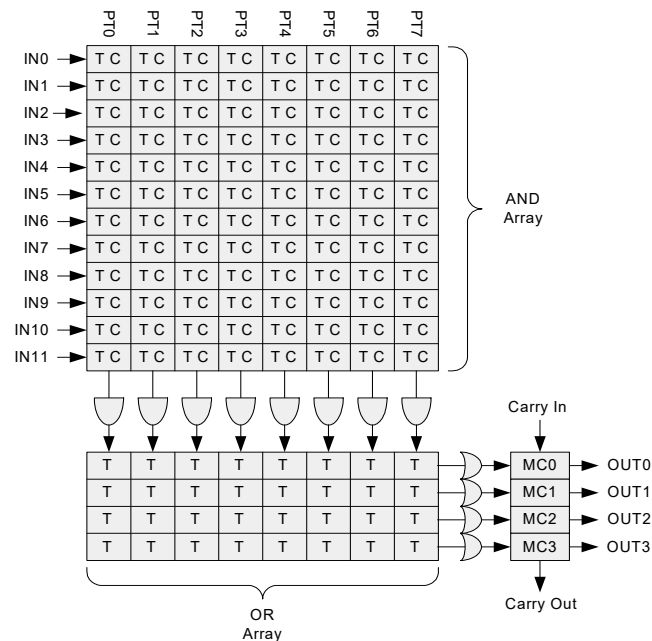 PT0 PT1 PT2 PT3 PT4 PT5 PT6 PT7
IN0 T C T C T C T C T C T C T C T C
IN1 T C T C T C T C T C T C T C T C
IN2 T C T C T C T C T C T C T C T C
IN3 T C T C T C T C T C T C T C T C
IN4 T C T C T C T C T C T C T C T C
IN5 T C T C T C T C T C T C T C T C
AND
IN6 T C T C T C T C T C T C T C T C
Array
IN7 T C T C T C T C T C T C T C T C
IN8 T C T C T C T C T C T C T C T C
IN9 T C T C T C T C T C T C T C T C
IN10 T C T C T C T C T C T C T C T C
IN11 T C T C T C T C T C T C T C T C
Carry In
T T T T T T T T MC0 OUT0
T T T T T T T T MC1 OUT1
T T T T T T T T MC2 OUT2
T T T T T T T T MC3 OUT3
Carry Out
OR
Array